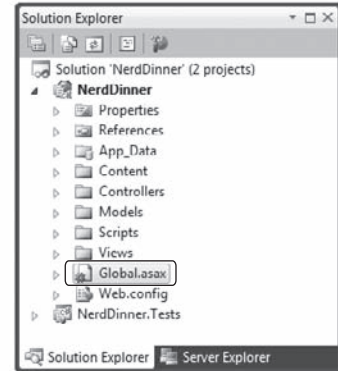 Solution Explorer
Solution 'NerdDinner' (2 projects)
NerdDinner
Properties
References
App_Data
Content
Controllers
Models
Scripts
Views
Global.asax
Web.config
NerdDinner.Tests
Solution Explorer Server Explorer